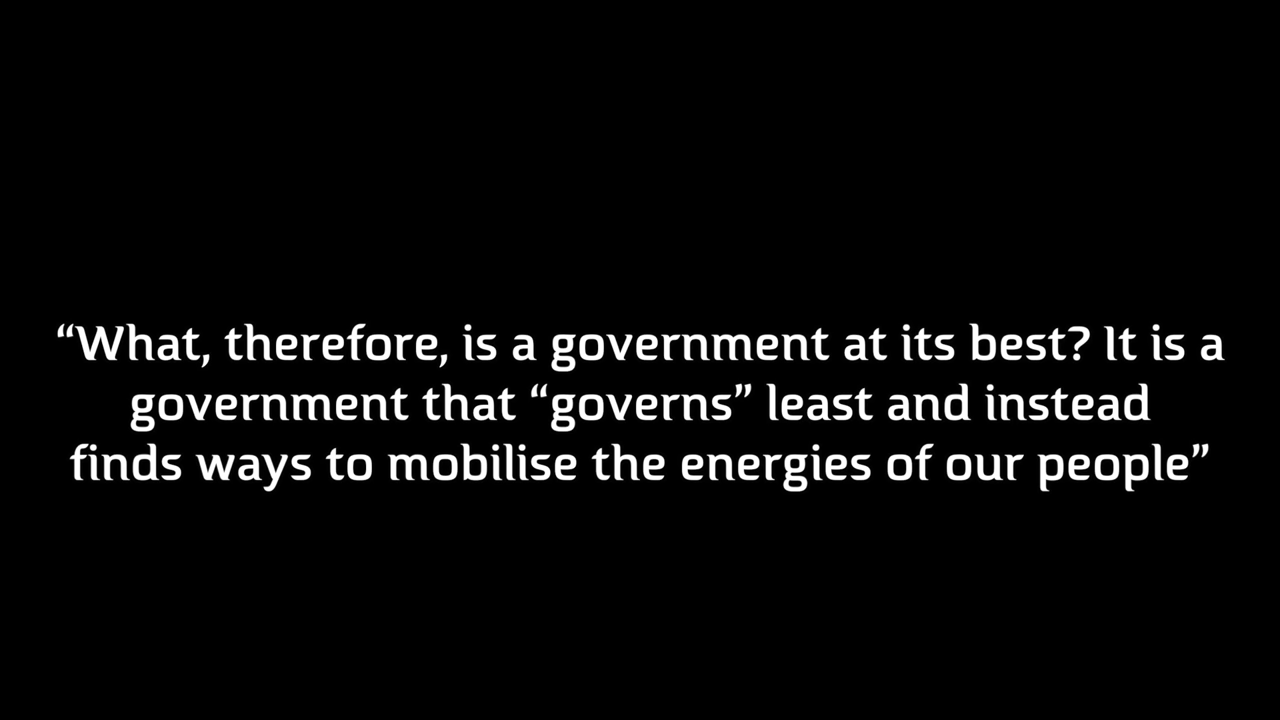 “What, therefore, is a government at its best? It is a
government that “governs” least and instead
finds ways to mobilise the energies of our people”